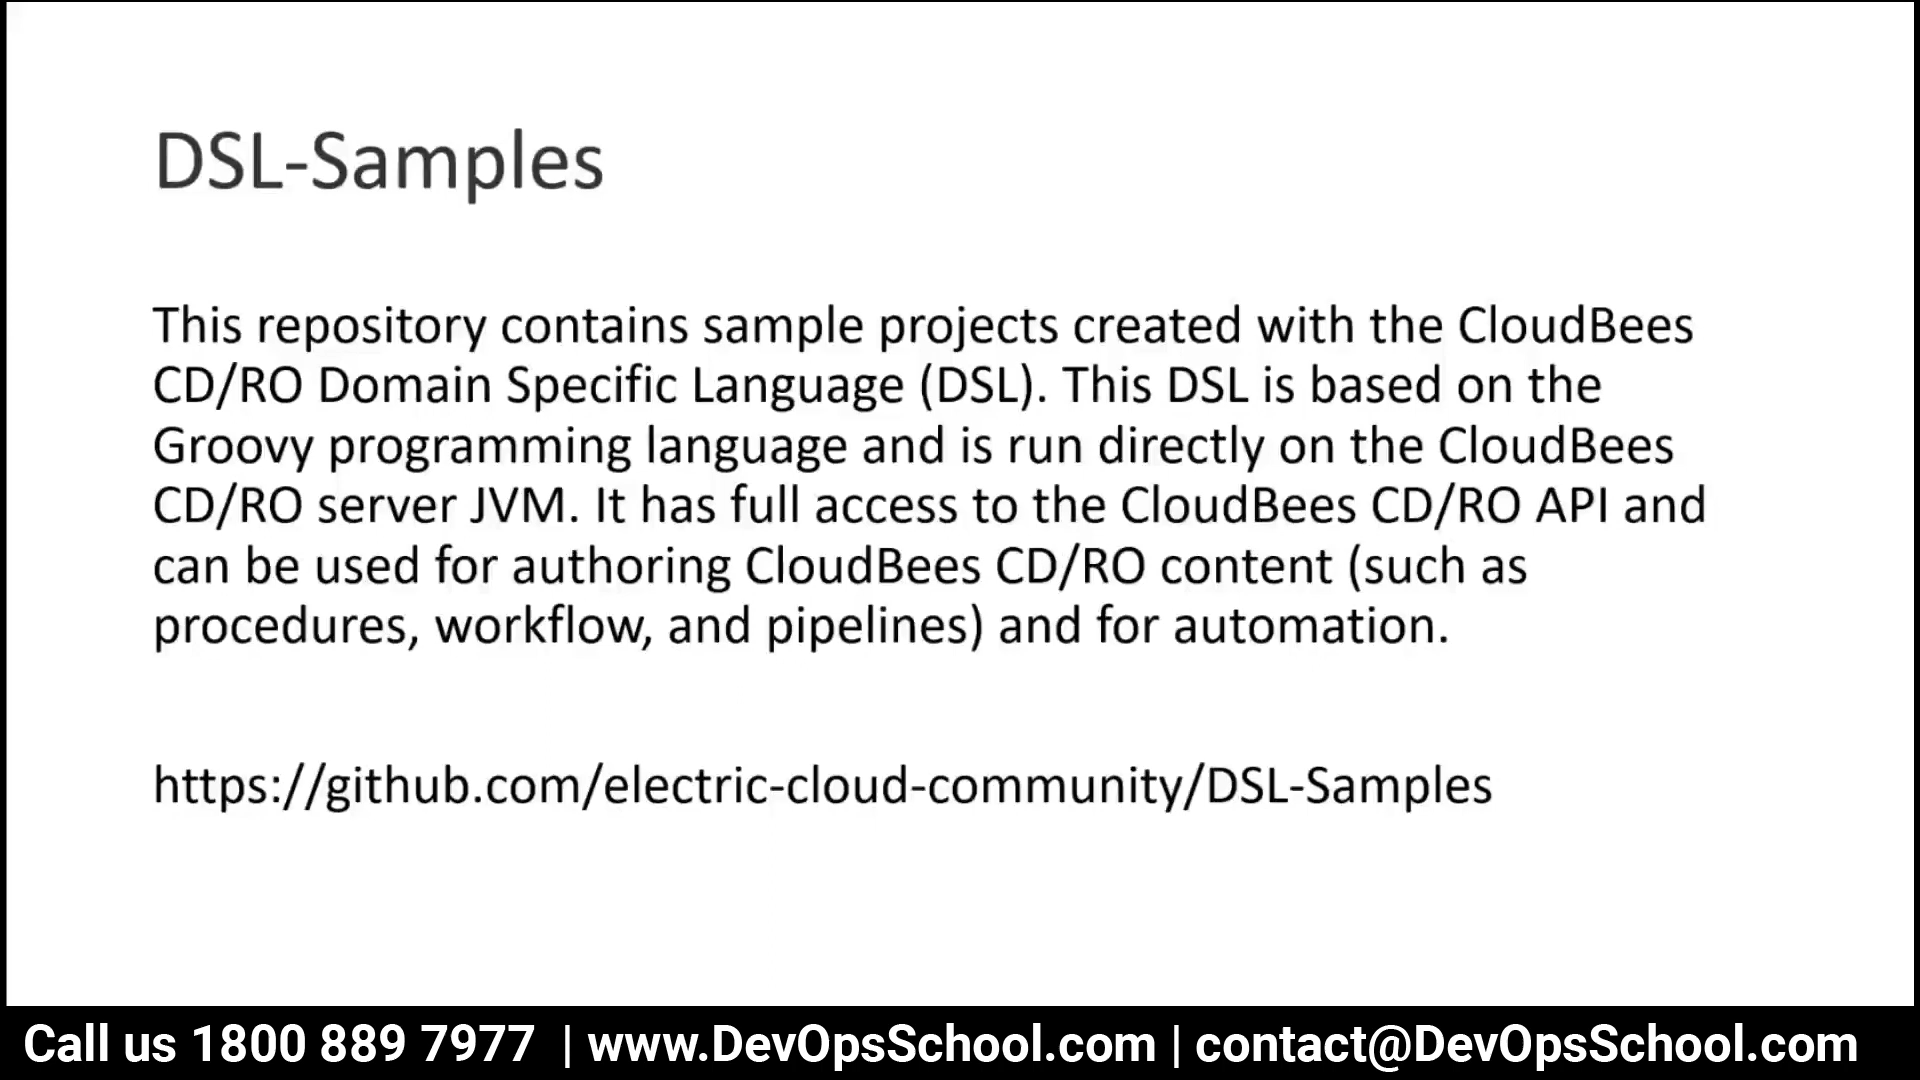 DSL-Samples
This repository contains sample projects created with the CloudBees
CD/RO Domain Specific Language (DSL). This DSL is based on the
Groovy programming language and is run directly on the CloudBees
CD/RO server JVM. It has full access to the CloudBees CD/RO API and
can be used for authoring CloudBees CD/RO content (such as
procedures, workflow, and pipelines) and for automation.
https://github.com/electric-cloud-community/DSL-Samples
Call us 1800 889 7977 | www.DevOpsSchool.com | contact@DevOpsSchool.com